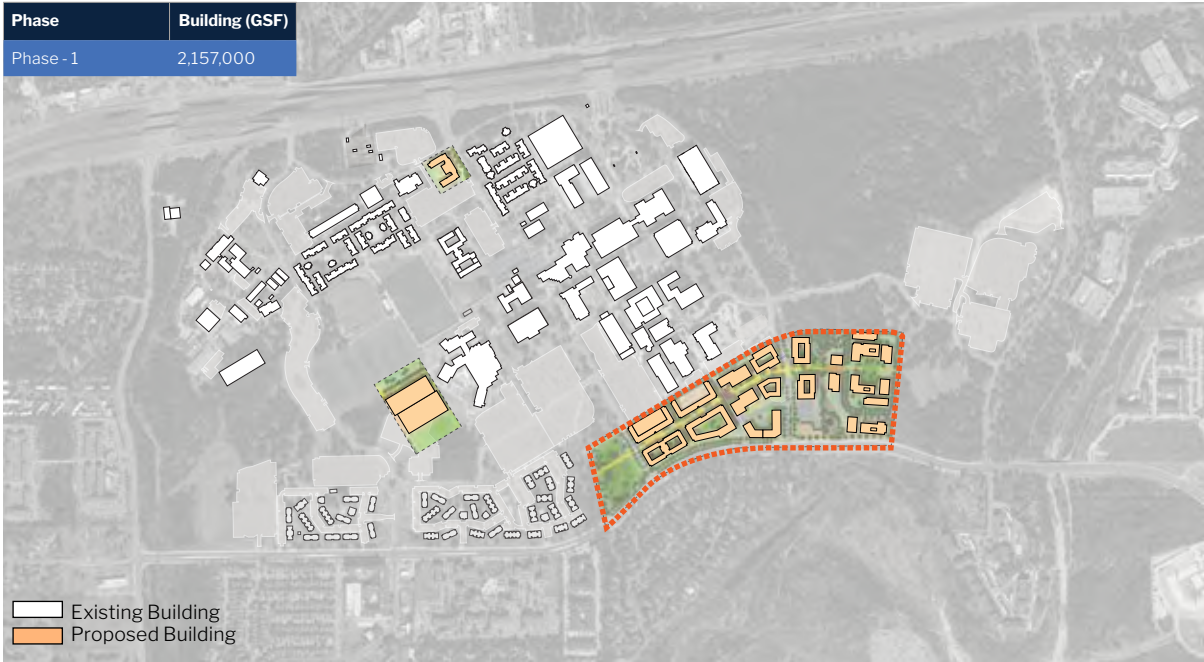 Phase Building (GSF)
Phase - 1 2,157,000
Existing Building
Proposed Building